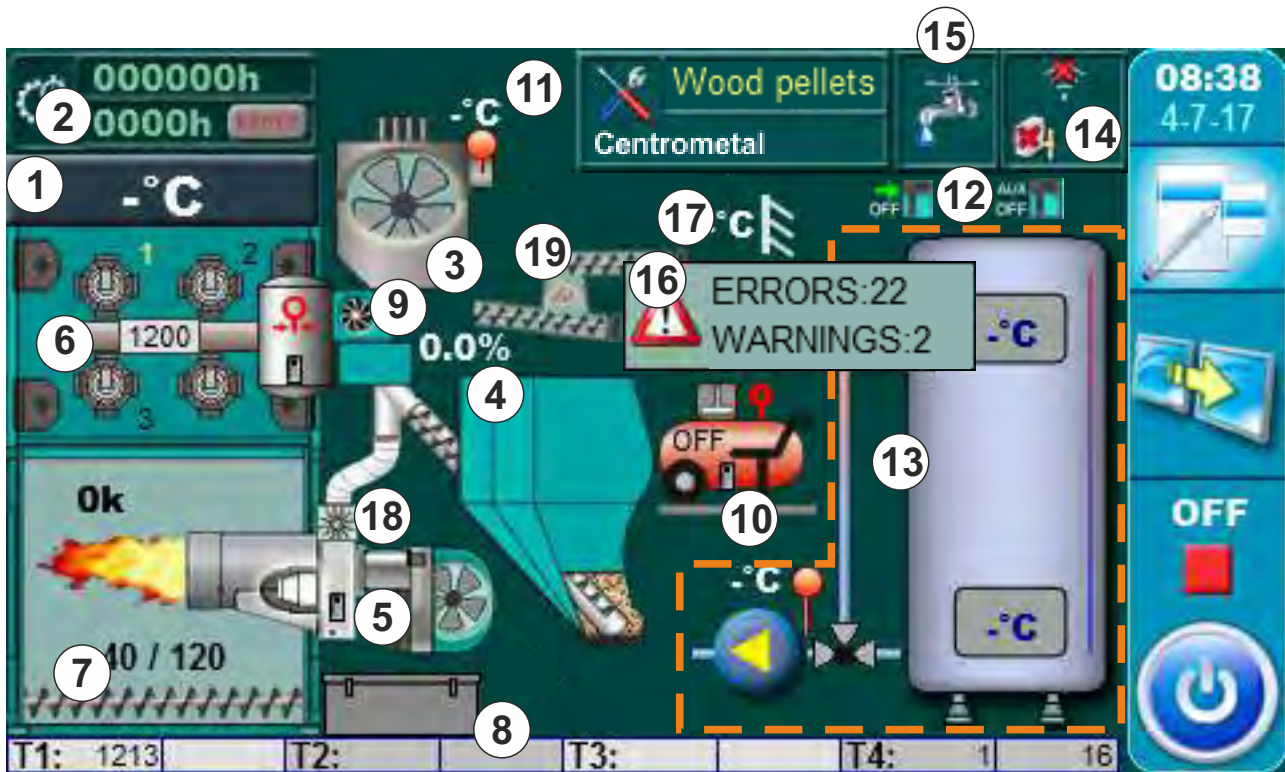 15
000000h
11
Wood pellets
08:38
2
0000h RESET
-°C
4-7-17
Centrometal
14
1
-°C
OFF
12
AUX
OFF
17
°C
1
2
3
19
16
ERRORS:22
9
6
1200
WARNINGS:2
-°C
0.0%
4
3
OFF
13
0k
18
10
OFF
-°C
5
-°C
7
40 / 120
8
T1: 1213
T2:
T3:
T4: 1 16